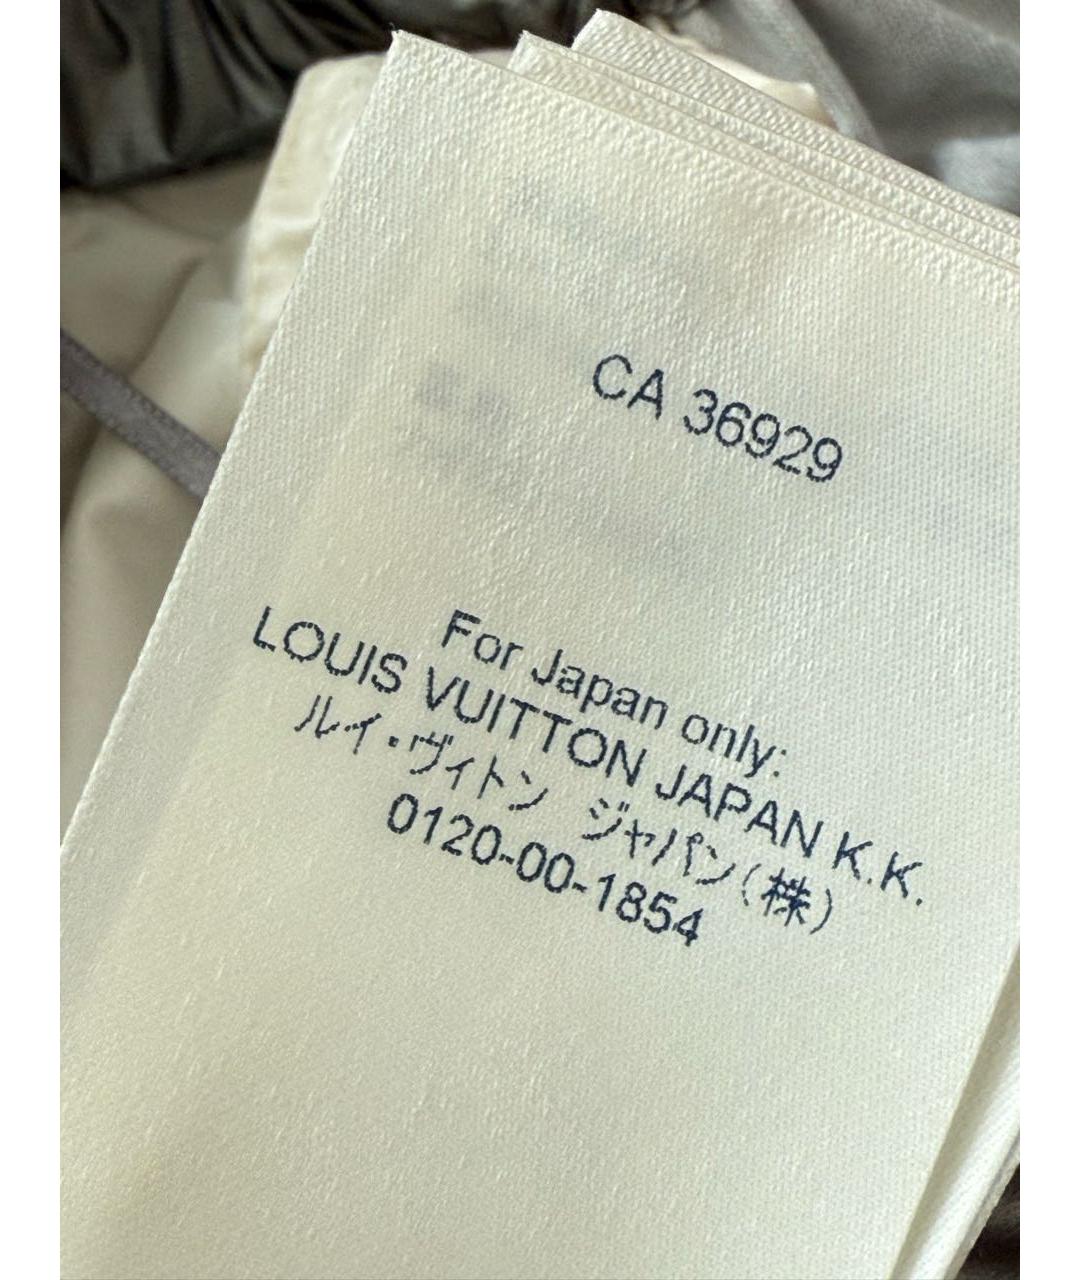 CA 36929
For Japan only:
LOUIS VUITTON JAPAN K.K.
ルイ・ヴィトン ジャパン(株)
0120-00-1854